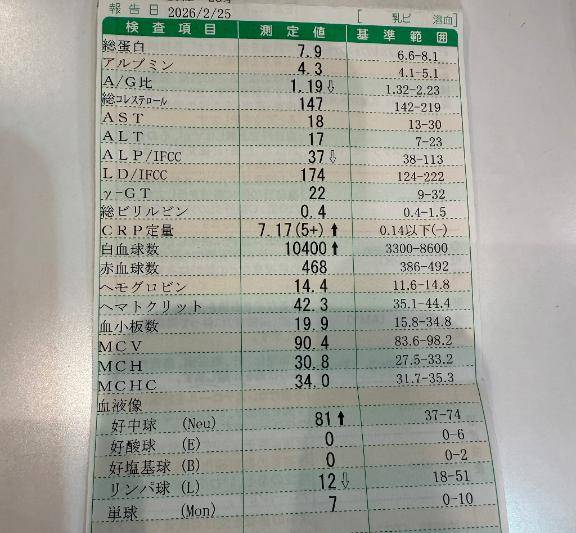 報告日 2026/2/25 [ 乳ビ 溶血]
検査項目 測定値 基準範囲
総蛋白 7.9 6.6-8.1
アルブミン 4.3 4.1-5.1
A/G比 1.19⇩ 1.32-2.23
総ｺﾚｽﾃﾛｰﾙ 147 142-219
AST 18 13-30
ALT 17 7-23
ALP/IFCC 37⇩ 38-113
LD/IFCC 174 124-222
γ-GT 22 9-32
総ビリルビン 0.4 0.4-1.5
CRP定量 7.17(5+)⬆ 0.14以下(-)
白血球数 10400⬆ 3300-8600
赤血球数 468 386-492
ヘモグロビン 14.4 11.6-14.8
ヘマトクリット 42.3 35.1-44.4
血小板数 19.9 15.8-34.8
MCV 90.4 83.6-98.2
MCH 30.8 27.5-33.2
MCHC 34.0 31.7-35.3
血液像
好中球 (Neu) 81⬆ 37-74
好酸球 (E) 0 0-6
好塩基球 (B) 0 0-2
リンパ球 (L) 12⇩ 18-51
単球 (Mon) 7 0-10